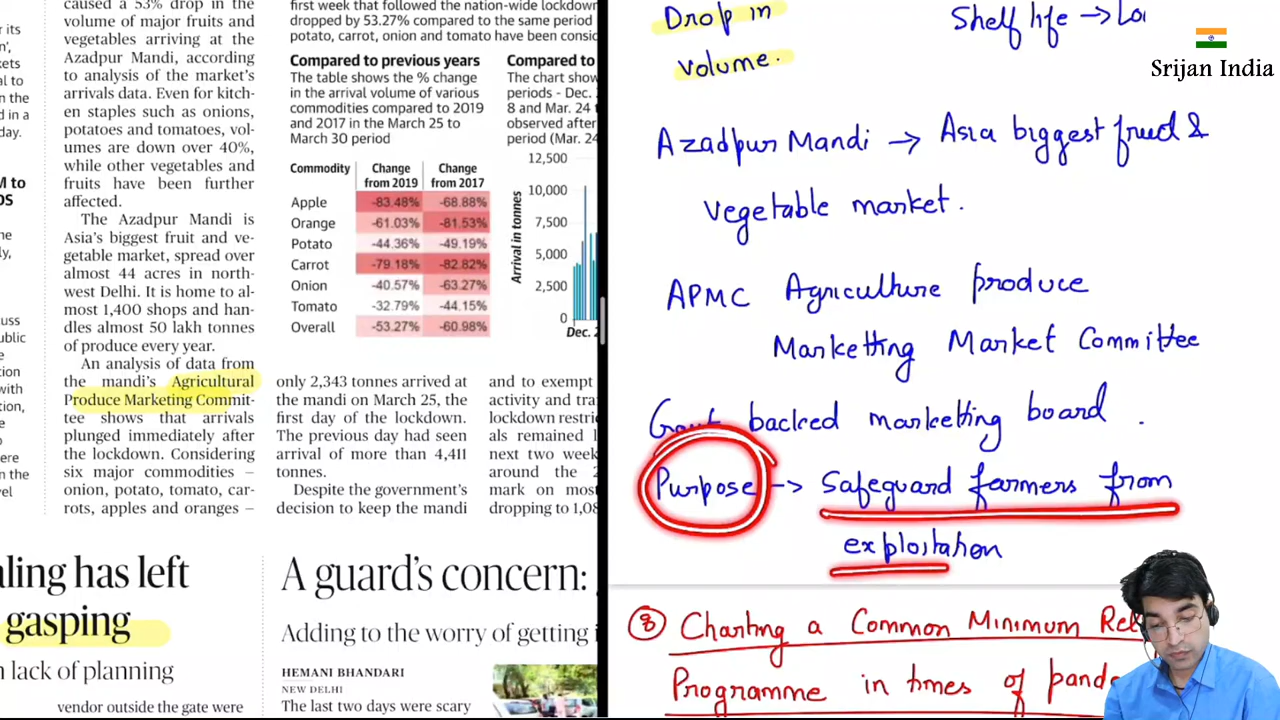 caused a 53% drop in the
volume of major fruits and
vegetables arriving at the
Azadpur Mandi, according
to analysis of the market's
arrivals data. Even for kitch-
en staples such as onions,
potatoes and tomatoes, vol-
umes are down over 40%,
while other vegetables and
fruits have been further
affected.
The Azadpur Mandi is
Asia's biggest fruit and ve-
getable market, spread over
almost 44 acres in north-
west Delhi. It is home to al-
most 1,400 shops and han-
dles almost 50 lakh tonnes
of produce every year.
An analysis of data from
the mandi's Agricultural
Produce Marketing Commit-
tee shows that arrivals
plunged immediately after
the lockdown. Considering
six major commodities –
onion, potato, tomato, car-
rots, apples and oranges –
first week that followed the nation-wide lockdown
dropped by 53.27% compared to the same period
potato, carrot, onion and tomato have been consid
Compared to previous years
The table shows the % change
in the arrival volume of various
commodities compared to 2019
and 2017 in the March 25 to
March 30 period
Commodity Change from 2019 Change from 2017
Apple -83.48% -68.88%
Orange -61.03% -81.53%
Potato -44.36% -49.19%
Carrot -79.18% -82.82%
Onion -40.57% -63.27%
Tomato -32.79% -44.15%
Overall -53.27% -60.98%
Compared to
The chart show
periods - Dec.
8 and Mar. 24
observed after
period (Mar. 24
Arrival in tonnes
12,500
10,000
7,500
5,000
2,500
0
Dec. 2
only 2,343 tonnes arrived at
the mandi on March 25, the
first day of the lockdown.
The previous day had seen
arrival of more than 4,411
tonnes.
Despite the government's
decision to keep the mandi
and to exempt
activity and tra
lockdown restri
als remained l
next two week
around the 2
mark on most
dropping to 1,08
aling has left
gasping
lack of planning
vendor outside the gate were
A guard's concern:
Adding to the worry of getting i
HEMANI BHANDARI
NEW DELHI
The last two days were scary
Drop in
volume.
Shelf life → Lo
Srijan India
Azadpur Mandi → Asia biggest fruit &
vegetable market.
APMC Agriculture produce
Marketting Market Committee
Govt backed marketting board.
Purpose → Safeguard farmers from
exploitation
8 Charting a Common Minimum Rel
Programme in times of pande